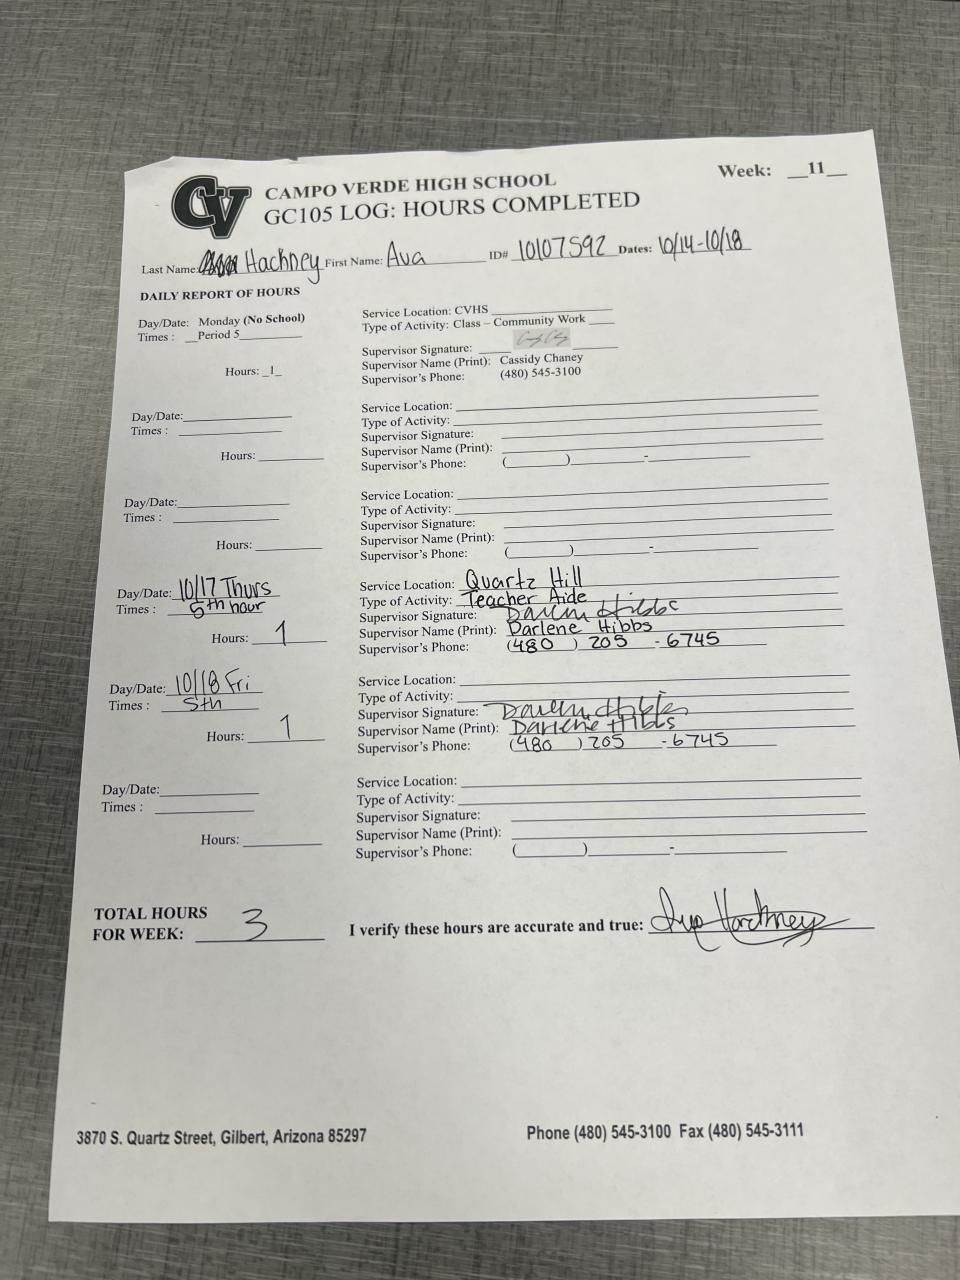 CV
CAMPO VERDE HIGH SCHOOL
GC105 LOG: HOURS COMPLETED
Week: __11__
Last Name: Hackney First Name: Ava ID# 10107592 Dates: 10/14-10/18
DAILY REPORT OF HOURS
Day/Date: Monday (No School)
Times : __Period 5
Hours: _1_
Service Location: CVHS
Type of Activity: Class – Community Work
Supervisor Signature:
Supervisor Name (Print): Cassidy Chaney
Supervisor's Phone: (480) 545-3100
Day/Date:
Times :
Hours:
Service Location:
Type of Activity:
Supervisor Signature:
Supervisor Name (Print):
Supervisor's Phone: ( ) -
Day/Date:
Times :
Hours:
Service Location:
Type of Activity:
Supervisor Signature:
Supervisor Name (Print):
Supervisor's Phone: ( ) -
Day/Date: 10/17 Thurs
Times : 5th hour
Hours: 1
Service Location: Quartz Hill
Type of Activity: Teacher Aide
Supervisor Signature: Darlene Hibbs
Supervisor Name (Print): Darlene Hibbs
Supervisor's Phone: (480) 205-6745
Day/Date: 10/18 Fri
Times : 5th
Hours: 1
Service Location:
Type of Activity:
Supervisor Signature: Darlene Hibbs
Supervisor Name (Print): Darlene Hibbs
Supervisor's Phone: (480) 205-6745
Day/Date:
Times :
Hours:
Service Location:
Type of Activity:
Supervisor Signature:
Supervisor Name (Print):
Supervisor's Phone: ( ) -
TOTAL HOURS
FOR WEEK: 3
I verify these hours are accurate and true: Ava Hackney
3870 S. Quartz Street, Gilbert, Arizona 85297
Phone (480) 545-3100 Fax (480) 545-3111